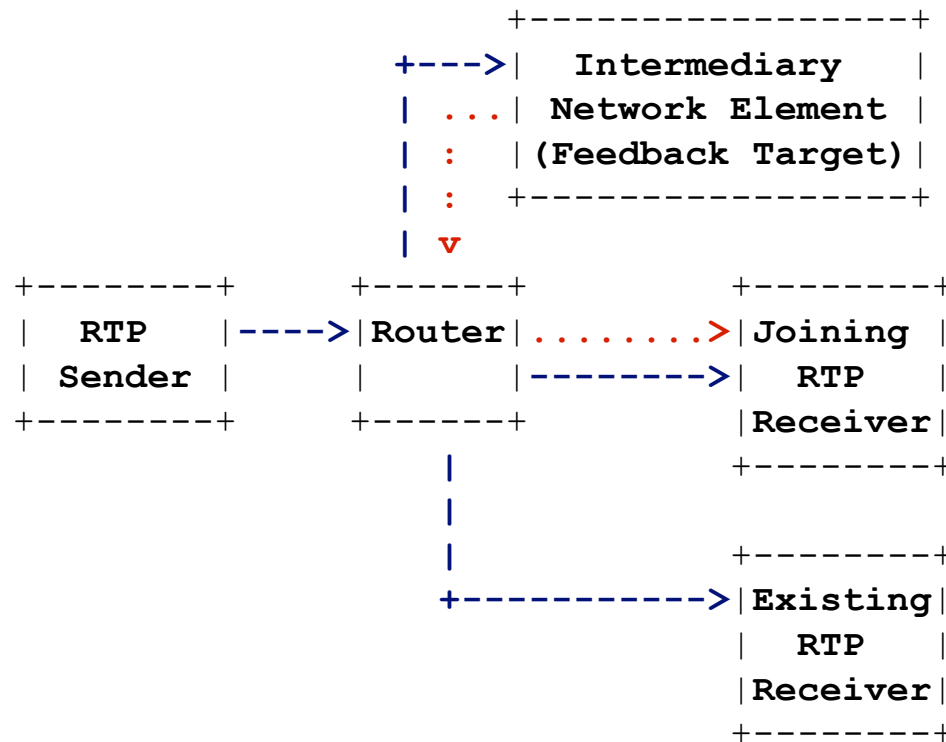 Intermediary
Network Element
(Feedback Target)
RTP
Sender
Router
Joining
RTP
Receiver
Existing
RTP
Receiver